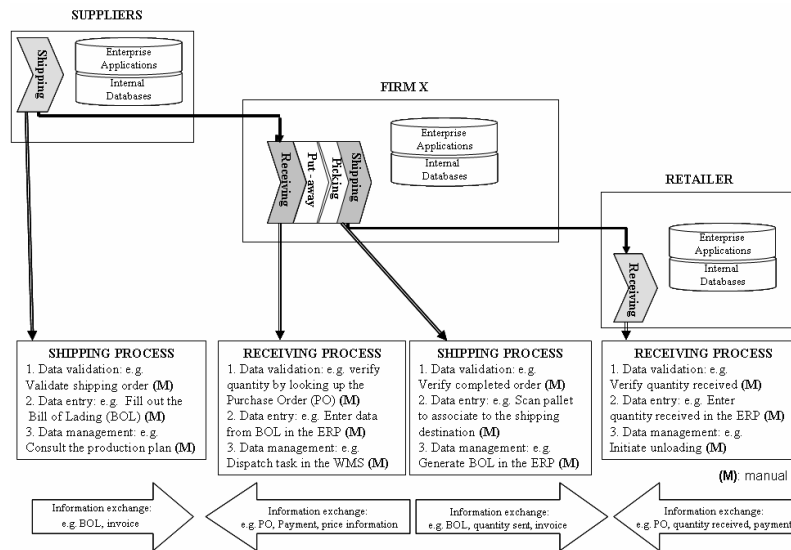 SUPPLIERS
Shipping
Enterprise
Applications
Internal
Databases
FIRM X
Receiving
Put - away
Picking
Shipping
Enterprise
Applications
Internal
Databases
RETAILER
Receiving
Enterprise
Applications
Internal
Databases
SHIPPING PROCESS
1. Data validation: e.g.
Validate shipping order (M)
2. Data entry: e.g. Fill out the
Bill of Lading (BOL) (M)
3. Data management: e.g.
Consult the production plan (M)
RECEIVING PROCESS
1. Data validation: e.g. verify
quantity by looking up the
Purchase Order (PO) (M)
2. Data entry: e.g. Enter data
from BOL in the ERP (M)
3. Data management: e.g.
Dispatch task in the WMS (M)
SHIPPING PROCESS
1. Data validation: e.g.
Verify completed order (M)
2. Data entry: e.g. Scan pallet
to associate to the shipping
destination (M)
3. Data management: e.g.
Generate BOL in the ERP (M)
RECEIVING PROCESS
1. Data validation: e.g.
Verify quantity received (M)
2. Data entry: e.g. Enter
quantity received in the ERP (M)
3. Data management: e.g.
Initiate unloading (M)
(M): manual
Information exchange:
e.g. BOL, invoice
Information exchange:
e.g. PO, Payment, price information
Information exchange:
e.g. BOL, quantity sent, invoice
Information exchange:
e.g. PO, quantity received, payment